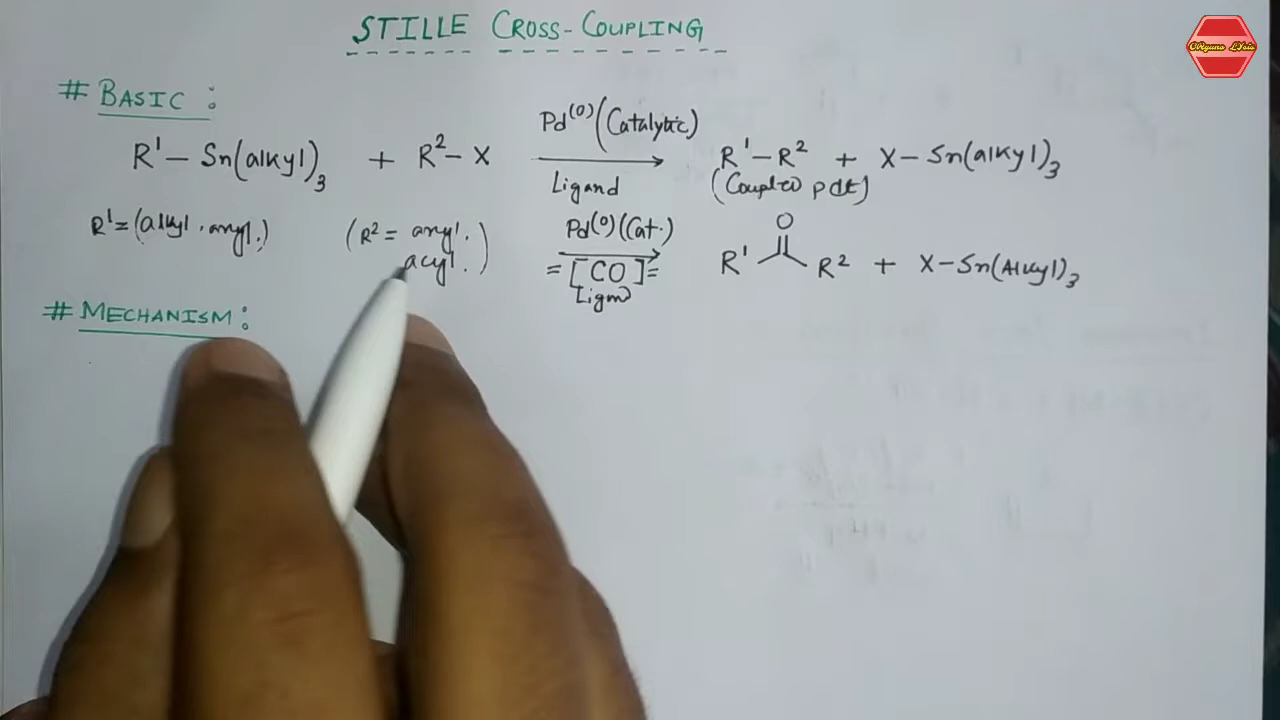 STILLE CROSS-COUPLING
# BASIC :
R¹ – Sn(alkyl)₃ + R² – X Pd⁽⁰⁾(Catalytic) Ligand R¹–R² + X–Sn(alkyl)₃
(Coupled pdt)
R¹=(alkyl, aryl.) (R² = aryl. acyl.) Pd⁽⁰⁾(Cat.) =[CO]= R¹ O R² + X–Sn(Alkyl)₃
# MECHANISM :